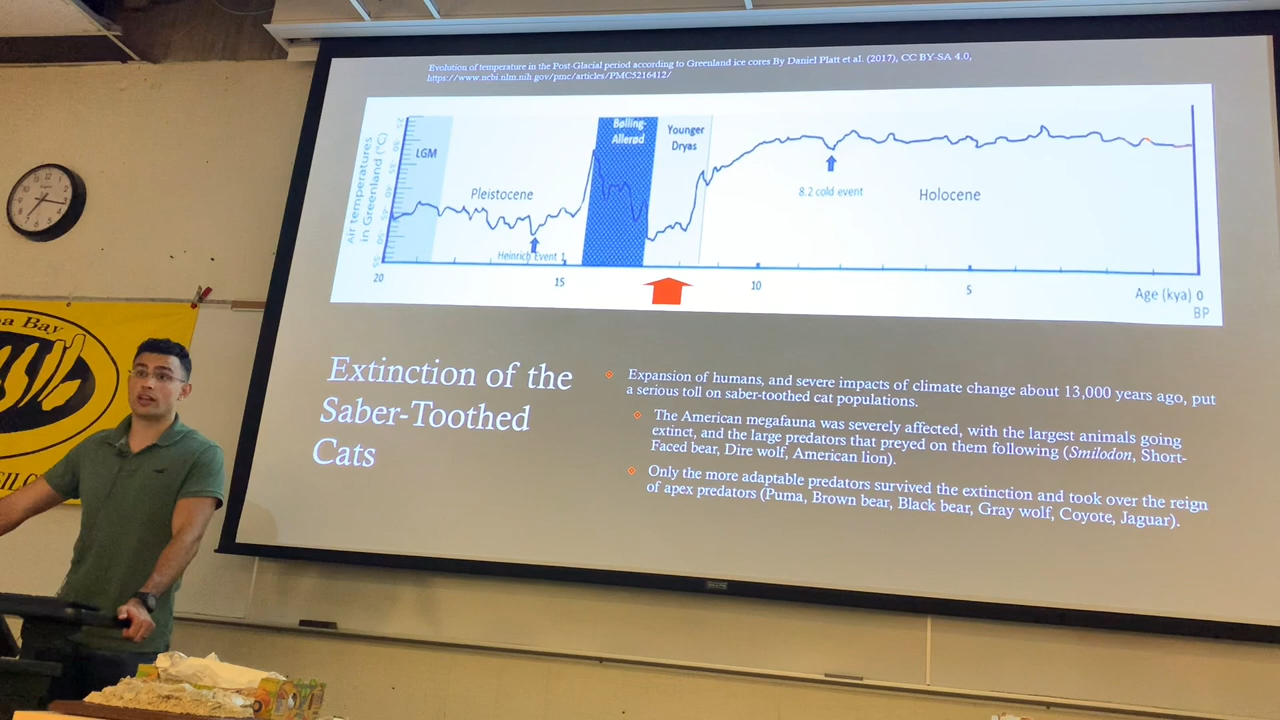 Evolution of temperature in the Post-Glacial period according to Greenland ice cores By Daniel Platt et al. (2017), CC BY-SA 4.0,
https://www.ncbi.nlm.nih.gov/pmc/articles/PMC5216412/
Air temperatures
in Greenland (°C)
LGM
Pleistocene
Heinrich Event 1
Bølling-
Allerød
Younger
Dryas
8.2 cold event
Holocene
20
15
10
5
Age (kya) 0
BP
Extinction of the
Saber-Toothed
Cats
Expansion of humans, and severe impacts of climate change about 13,000 years ago, put
a serious toll on saber-toothed cat populations.
The American megafauna was severely affected, with the largest animals going
extinct, and the large predators that preyed on them following (Smilodon, Short-
Faced bear, Dire wolf, American lion).
Only the more adaptable predators survived the extinction and took over the reign
of apex predators (Puma, Brown bear, Black bear, Gray wolf, Coyote, Jaguar).
Bay